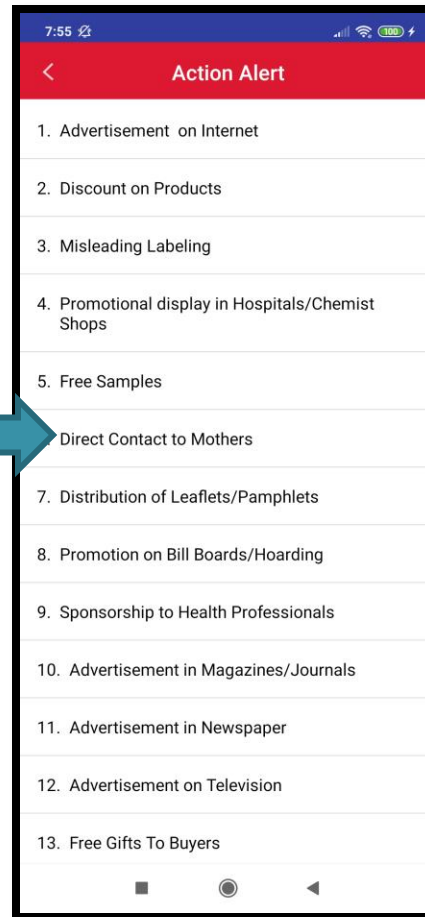 7:55
100
Action Alert
1. Advertisement on Internet
2. Discount on Products
3. Misleading Labeling
4. Promotional display in Hospitals/Chemist
Shops
5. Free Samples
Direct Contact to Mothers
7. Distribution of Leaflets/Pamphlets
8. Promotion on Bill Boards/Hoarding
9. Sponsorship to Health Professionals
10. Advertisement in Magazines/Journals
11. Advertisement in Newspaper
12. Advertisement on Television
13. Free Gifts To Buyers